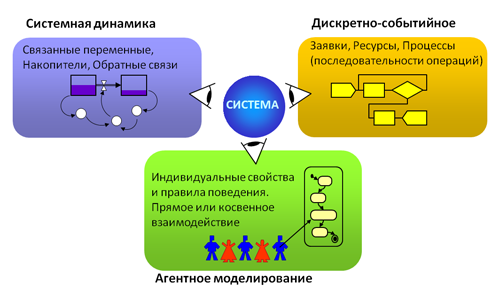 Системная динамика
Связанные переменные,
Накопители, Обратные связи
Дискретно-событийное
Заявки, Ресурсы, Процессы
(последовательности операций)
СИСТЕМА
Индивидуальные свойства
и правила поведения.
Прямое или косвенное
взаимодействие
Агентное моделирование